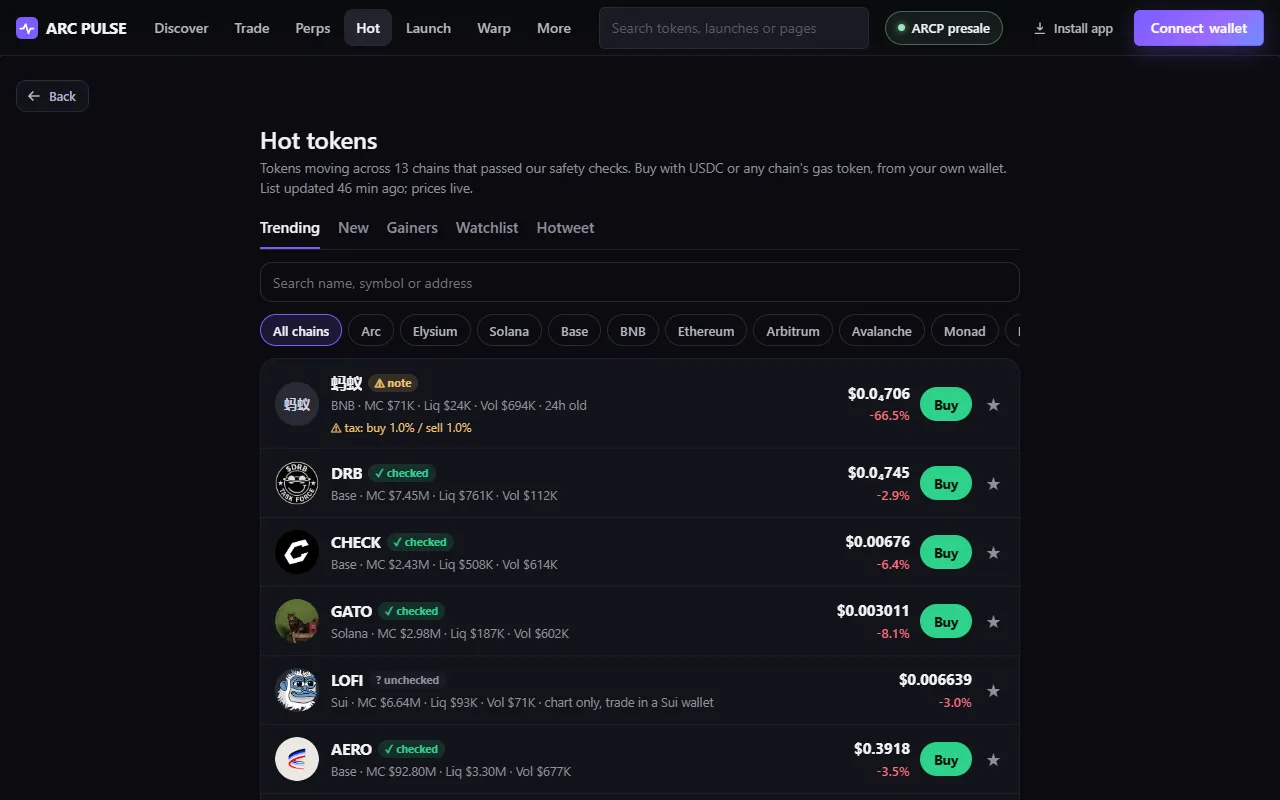 ARC PULSE Discover Trade Perps Hot Launch Warp More Search tokens, launches or pages ARCP presale Install app Connect wallet
Back
Hot tokens
Tokens moving across 13 chains that passed our safety checks. Buy with USDC or any chain's gas token, from your own wallet.
List updated 46 min ago; prices live.
Trending New Gainers Watchlist Hotweet
Search name, symbol or address
All chains Arc Elysium Solana Base BNB Ethereum Arbitrum Avalanche Monad
蚂蚁 蚂蚁 ⚠ note
BNB · MC $71K · Liq $24K · Vol $694K · 24h old
⚠ tax: buy 1.0% / sell 1.0%
$0.0₄706
-66.5%
Buy ★
SDRB
TASK FORCE
DRB ✓ checked
Base · MC $7.45M · Liq $761K · Vol $112K
$0.0₄745
-2.9%
Buy ★
CHECK ✓ checked
Base · MC $2.43M · Liq $508K · Vol $614K
$0.00676
-6.4%
Buy ★
GATO ✓ checked
Solana · MC $2.98M · Liq $187K · Vol $602K
$0.003011
-8.1%
Buy ★
LOFI ? unchecked
Sui · MC $6.64M · Liq $93K · Vol $71K · chart only, trade in a Sui wallet
$0.006639
-3.0%
★
AERO ✓ checked
Base · MC $92.80M · Liq $3.30M · Vol $677K
$0.3918
-3.5%
Buy ★